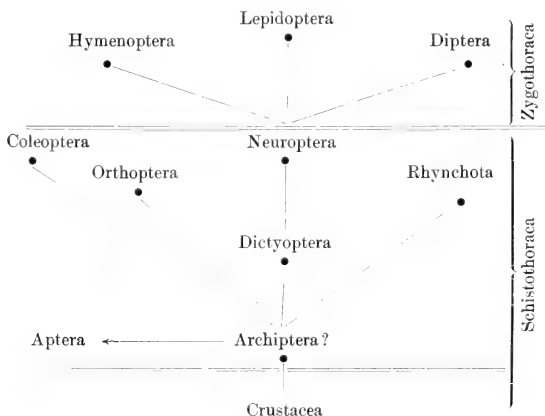 Lepidoptera
Hymenoptera
Diptera
Zygothoraca
Coleoptera
Neuroptera
Orthoptera
Rhynchota
Dictyoptera
Schistothoraca
Aptera
Archiptera?
Crustacea